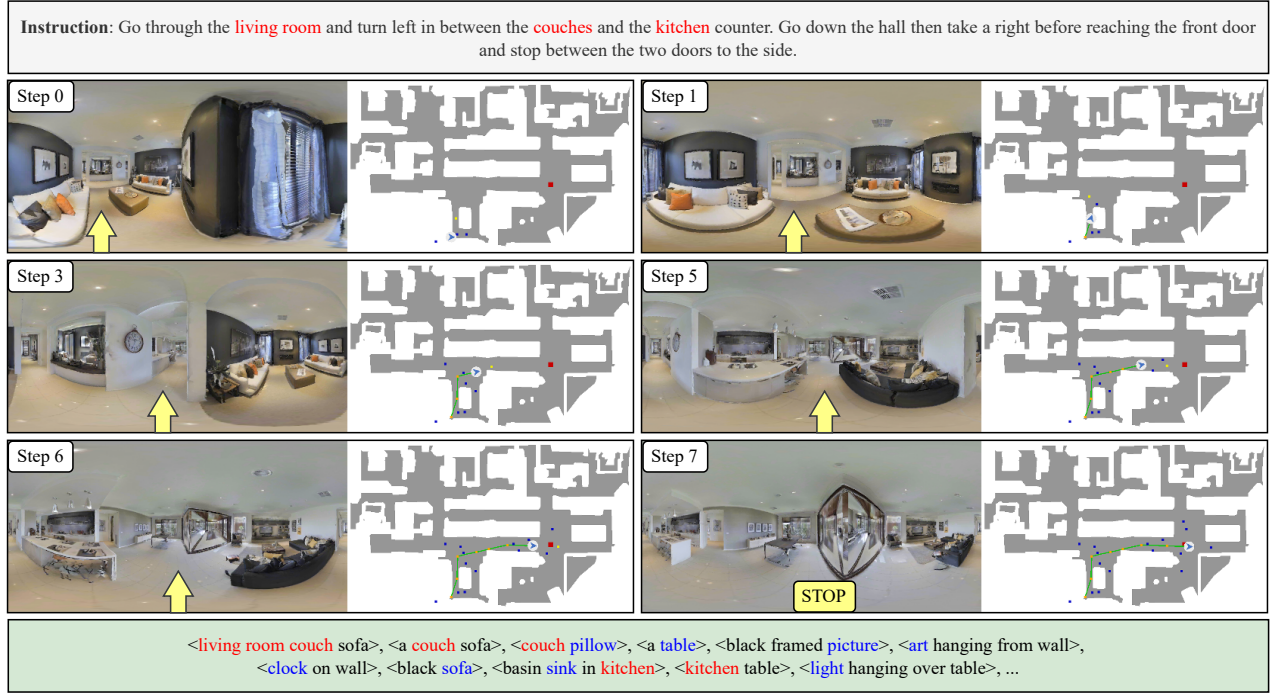 Instruction: Go through the living room and turn left in between the couches and the kitchen counter. Go down the hall then take a right before reaching the front door
and stop between the two doors to the side.
Step 0
Step 1
Step 3
Step 5
Step 6
Step 7
STOP
<living room couch sofa>, <a couch sofa>, <couch pillow>, <a table>, <black framed picture>, <art hanging from wall>,
<clock on wall>, <black sofa>, <basin sink in kitchen>, <kitchen table>, <light hanging over table>, ...